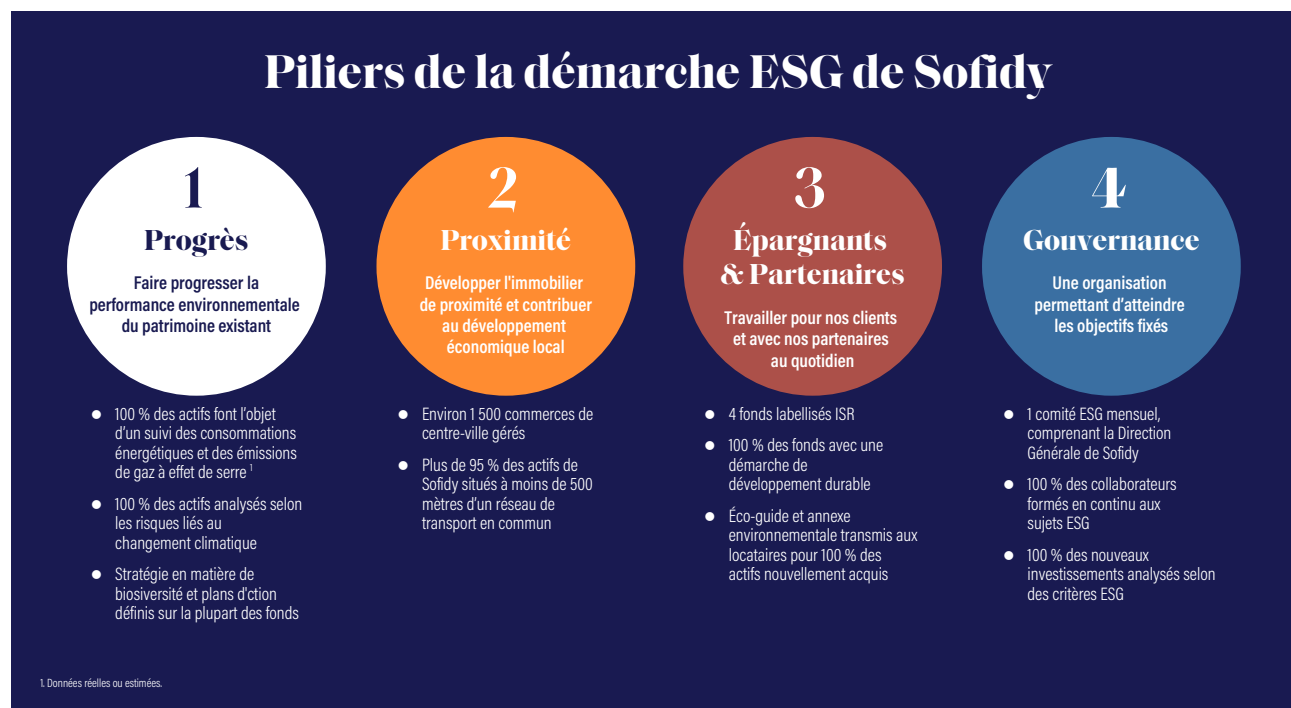 Piliers de la démarche ESG de Sofidy
1
Progrès
Faire progresser la
performance environnementale
du patrimoine existant
● 100 % des actifs font l'objet
d'un suivi des consommations
énergétiques et des émissions
de gaz à effet de serre ¹
● 100 % des actifs analysés selon
les risques liés au
changement climatique
● Stratégie en matière de
biosiversité et plans d'ction
définis sur la plupart des fonds
2
Proximité
Développer l'immobilier
de proximité et contribuer
au développement
économique local
● Environ 1 500 commerces de
centre-ville gérés
● Plus de 95 % des actifs de
Sofidy situés à moins de 500
mètres d'un réseau de
transport en commun
3
Épargnants
& Partenaires
Travailler pour nos clients
et avec nos partenaires
au quotidien
● 4 fonds labellisés ISR
● 100 % des fonds avec une
démarche de
développement durable
● Éco-guide et annexe
environnementale transmis aux
locataires pour 100 % des
actifs nouvellement acquis
4
Gouvernance
Une organisation
permettant d'atteindre
les objectifs fixés
● 1 comité ESG mensuel,
comprenant la Direction
Générale de Sofidy
● 100 % des collaborateurs
formés en continu aux
sujets ESG
● 100 % des nouveaux
investissements analysés selon
des critères ESG
1. Données réelles ou estimées.